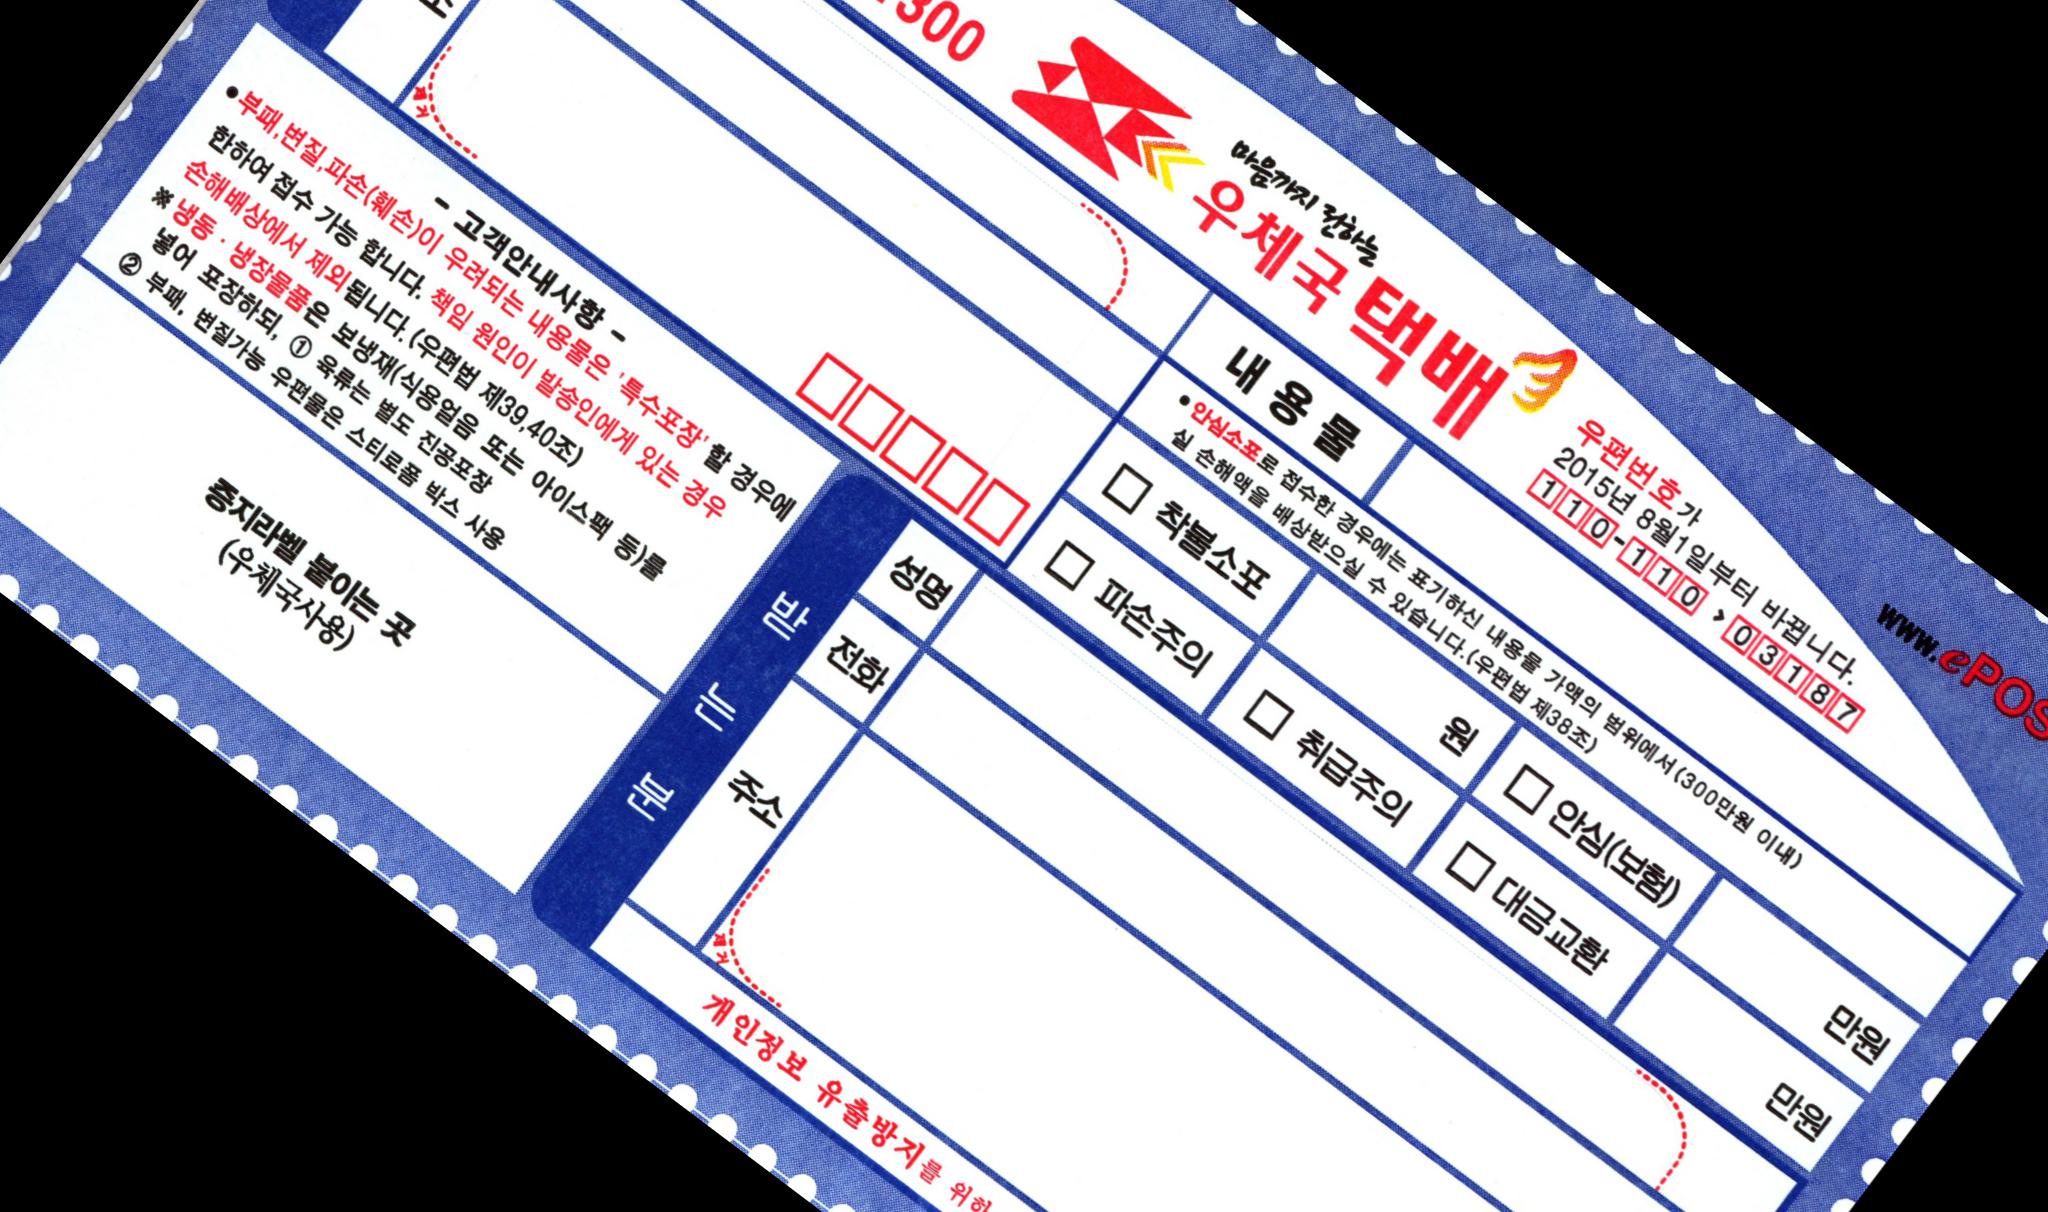 300
마음까지 전하는
우체국 택배
우편번호가
2015년 8월1일부터 바뀝니다.
110-110 > 03187
www.ePOS
소
제거
내용물
• 안심소포로 접수한 경우에는 표기하신 내용물 가액의 범위에서(300만원 이내)
실 손해액을 배상받으실 수 있습니다.(우편법 제38조)
착불소포
원
안심(보험)
만원
파손주의
취급주의
대금교환
만원
- 고객안내사항 -
• 부패,변질,파손(훼손)이 우려되는 내용물은 '특수포장' 할 경우에
한하여 접수 가능 합니다. 책임 원인이 발송인에게 있는 경우
손해배상에서 제외됩니다.(우편법 제39,40조)
※ 냉동·냉장물품은 보냉재(식용얼음 또는 아이스팩 등)를
넣어 포장하되, ① 육류는 별도 진공포장
② 부패, 변질가능 우편물은 스티로폼 박스 사용
증지라벨 붙이는 곳
(우체국사용)
받는분
성명
전화
주소
제거
개인정보 유출방지를 위하